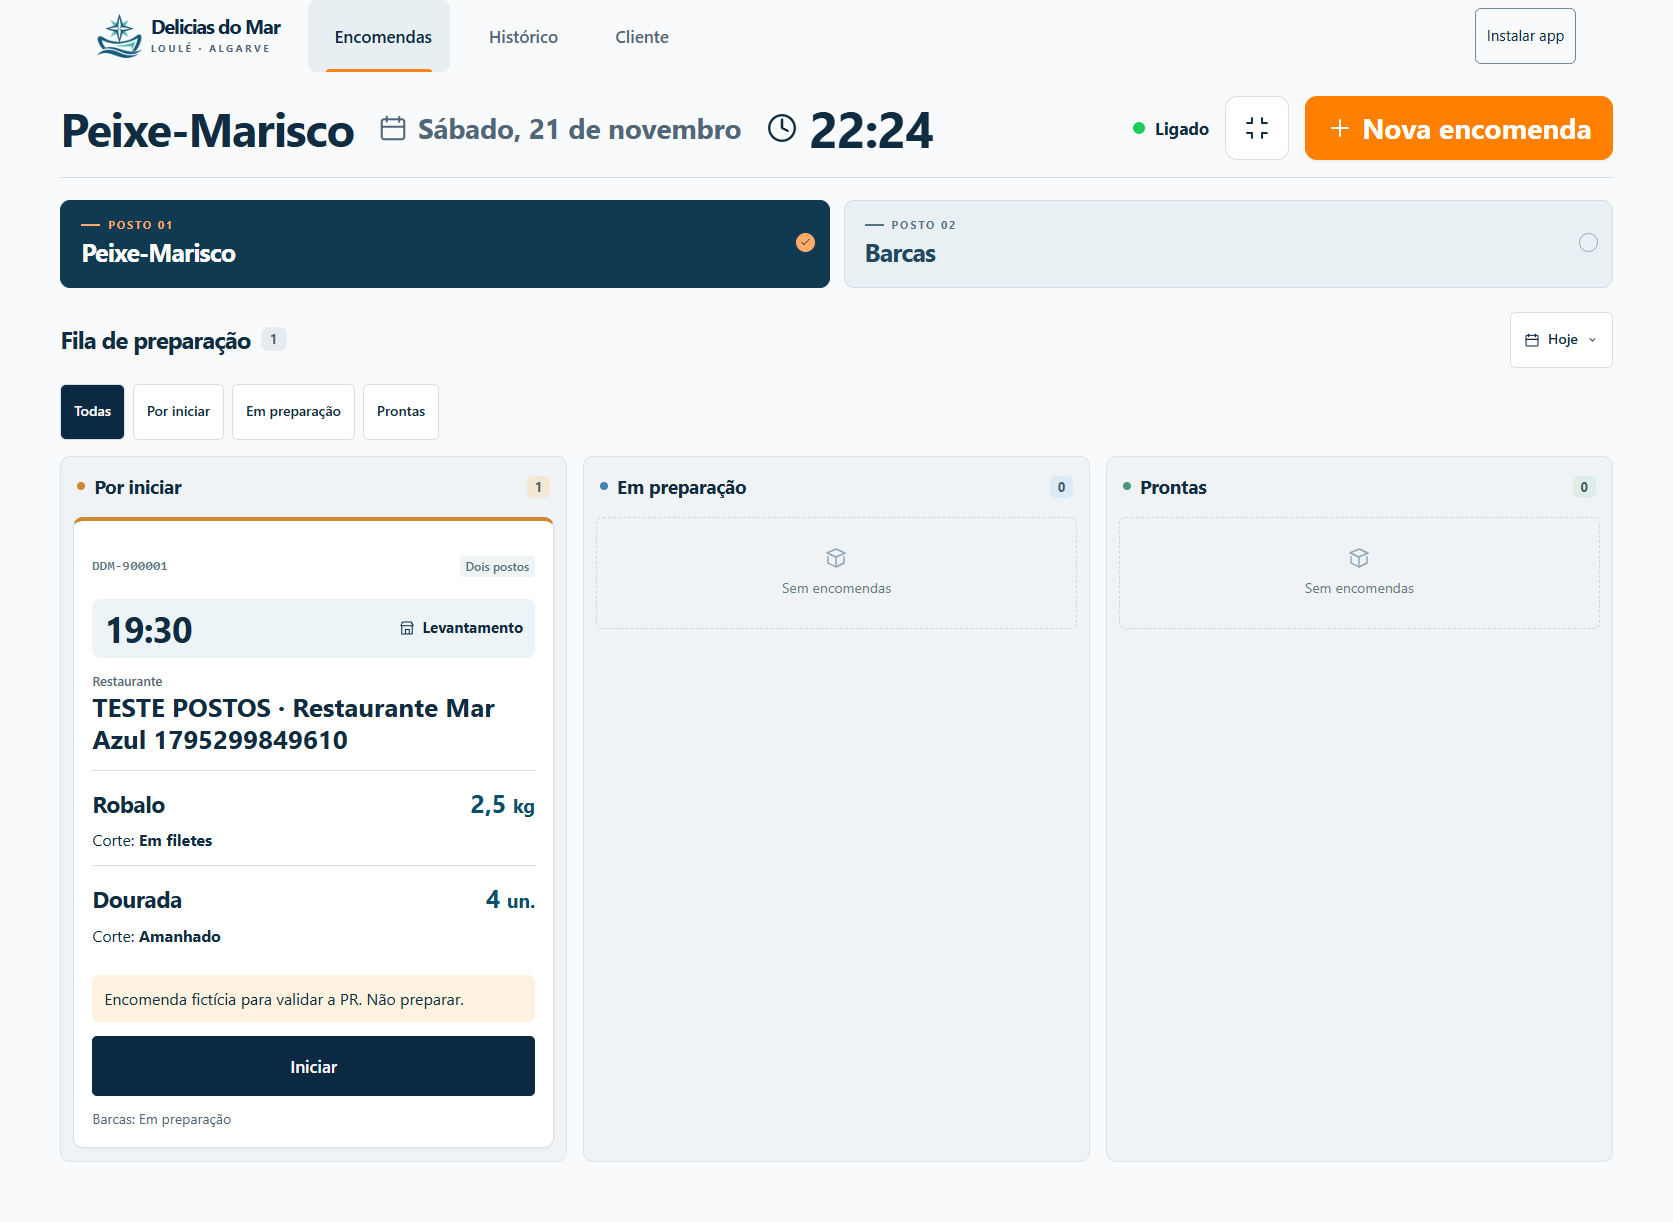 Delicias do Mar
LOULÉ · ALGARVE
Encomendas
Histórico
Cliente
Instalar app
Peixe-Marisco
Sábado, 21 de novembro
22:24
Ligado
+ Nova encomenda
POSTO 01
Peixe-Marisco
POSTO 02
Barcas
Fila de preparação 1
Hoje
Todas
Por iniciar
Em preparação
Prontas
Por iniciar 1
DDM-900001
Dois postos
19:30
Levantamento
Restaurante
TESTE POSTOS · Restaurante Mar
Azul 1795299849610
Robalo 2,5 kg
Corte: Em filetes
Dourada 4 un.
Corte: Amanhado
Encomenda fictícia para validar a PR. Não preparar.
Iniciar
Barcas: Em preparação
Em preparação 0
Sem encomendas
Prontas 0
Sem encomendas